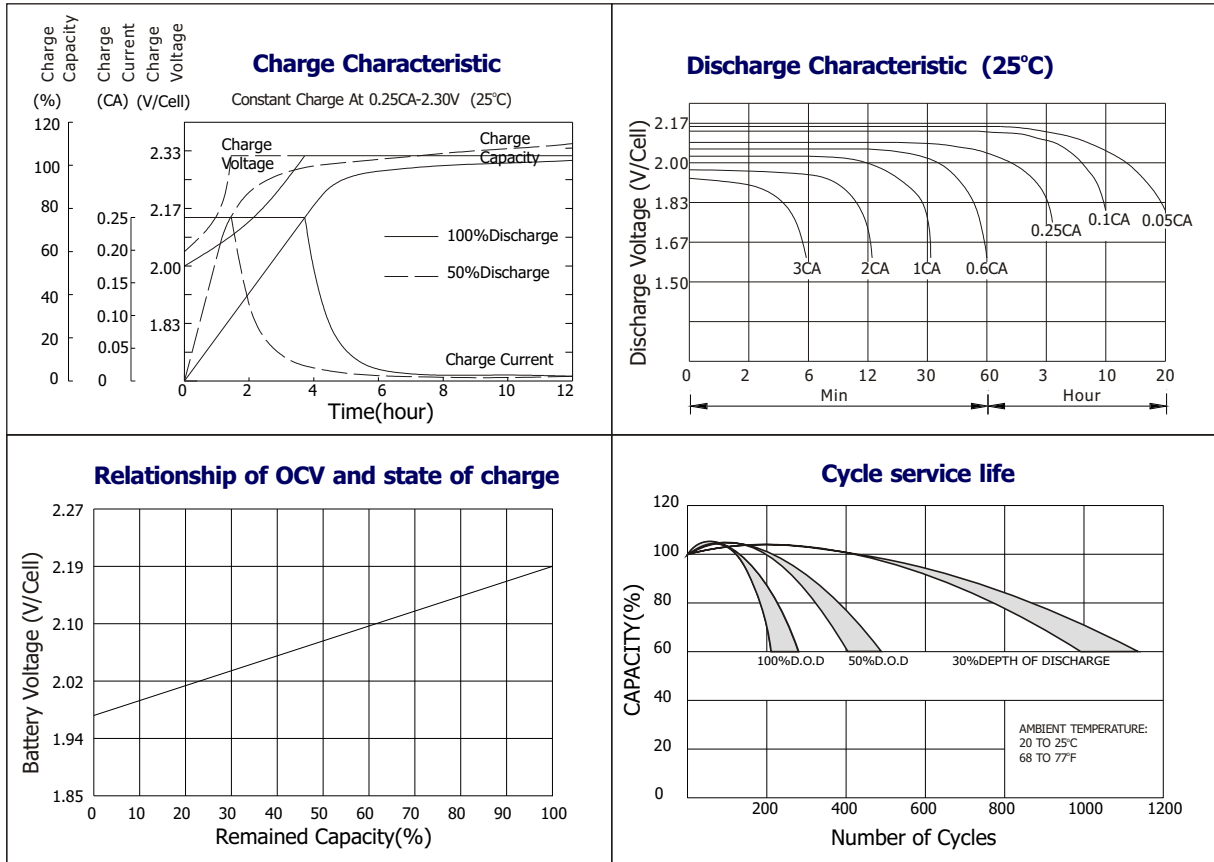 Charge
Capacity
Charge
Current
Charge
Voltage
(%)
(CA)
(V/Cell)
Charge Characteristic
Constant Charge At 0.25CA-2.30V (25°C)
120
100
80
60
40
20
0
0.25
0.20
0.15
0.10
0.05
0
2.33
2.17
2.00
1.83
Charge
Voltage
Charge
Capacity
100%Discharge
50%Discharge
Charge Current
0 2 4 6 8 10 12
Time(hour)
Discharge Characteristic (25°C)
Discharge Voltage (V/Cell)
2.17
2.00
1.83
1.67
1.50
3CA
2CA
1CA
0.6CA
0.25CA
0.1CA
0.05CA
0 2 6 12 30 60 3 10 20
Min
Hour
Relationship of OCV and state of charge
Battery Voltage (V/Cell)
2.27
2.19
2.10
2.02
1.94
1.85
0 10 20 30 40 50 60 70 80 90 100
Remained Capacity(%)
Cycle service life
CAPACITY(%)
120
100
80
60
40
20
0
100%D.O.D
50%D.O.D
30%DEPTH OF DISCHARGE
AMBIENT TEMPERATURE:
20 TO 25°C
68 TO 77°F
200 400 600 800 1000 1200
Number of Cycles